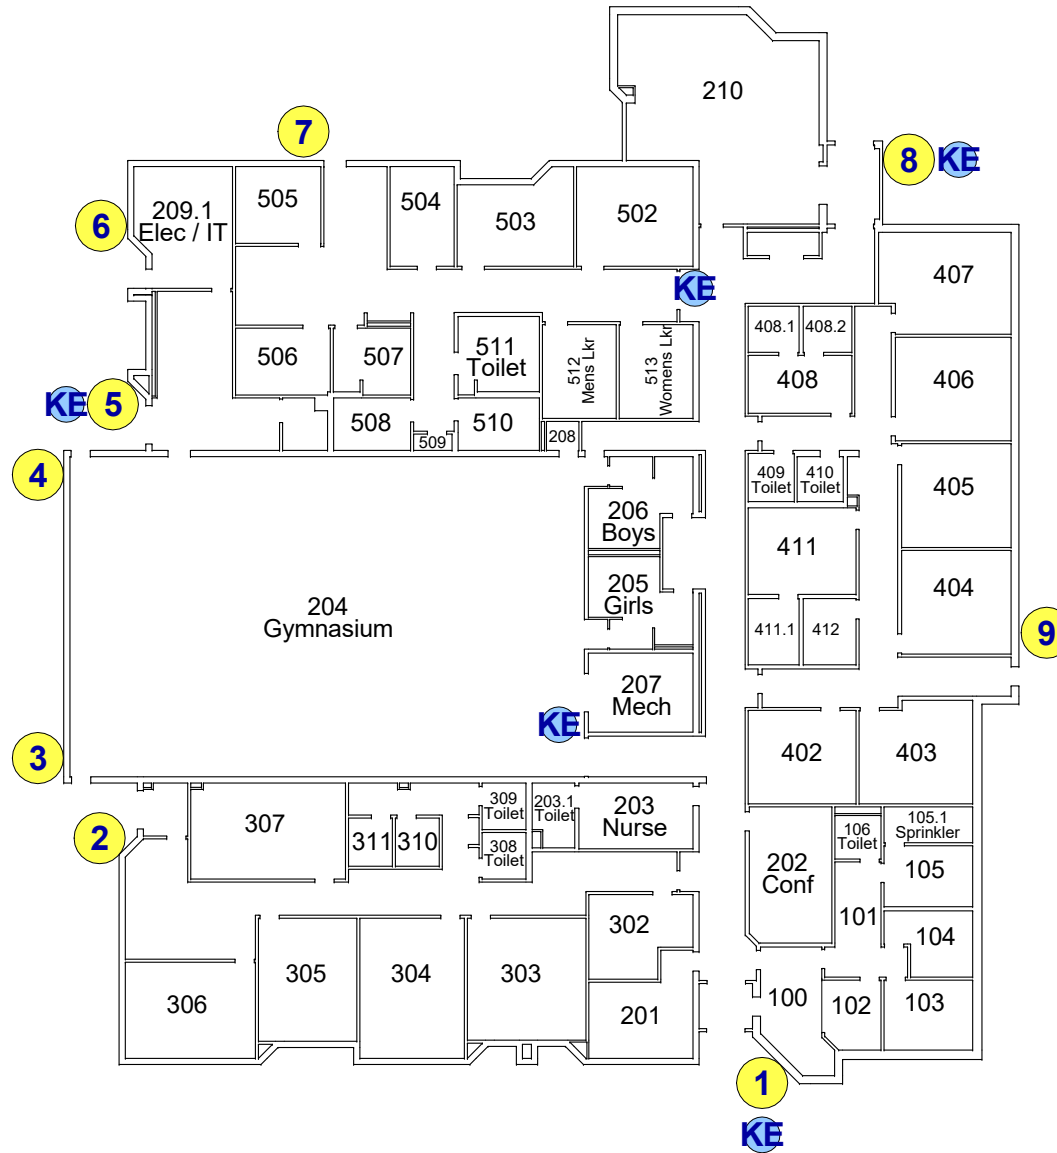 210
7
8
KE
505
504
503
502
209.1
Elec / IT
6
407
KE
408.1
408.2
506
507
511
Toilet
512
Mens Lkr
513
Womens Lkr
408
406
KE
5
508
509
510
208
4
409
Toilet
410
Toilet
405
206
Boys
411
204
Gymnasium
205
Girls
411.1
412
404
9
207
Mech
KE
402
403
3
307
311
310
309
Toilet
308
Toilet
203.1
Toilet
203
Nurse
2
106
Toilet
105.1
Sprinkler
202
Conf
105
302
101
104
306
305
304
303
201
100
102
103
1
KE